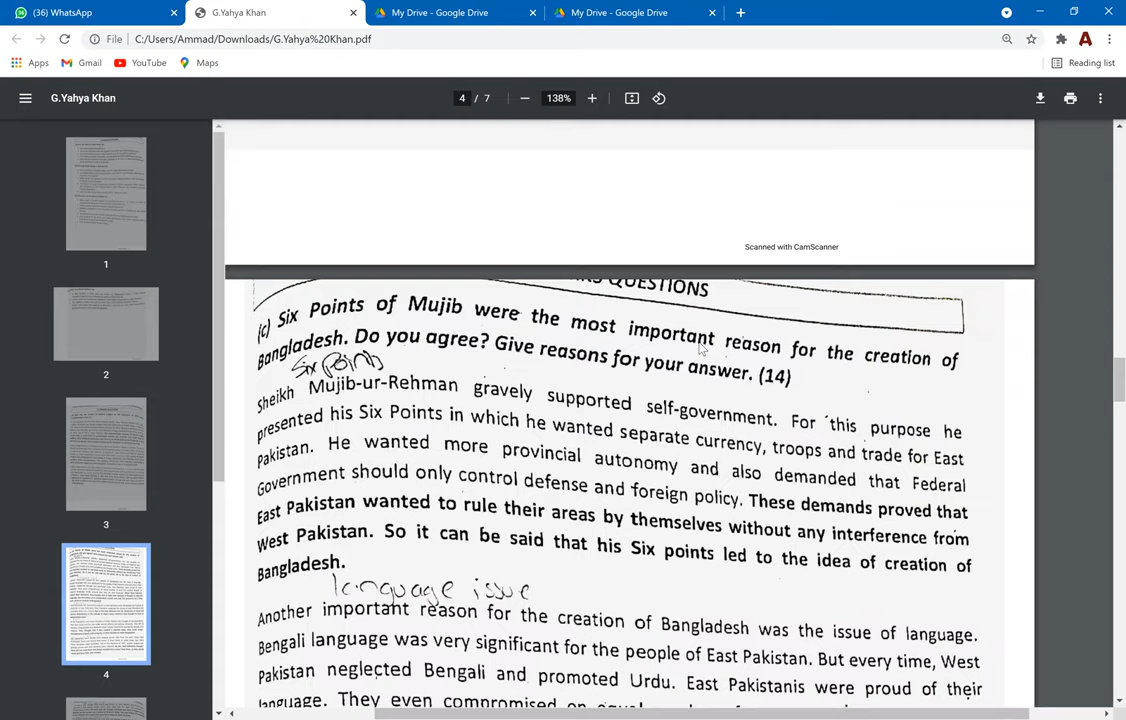 (36) WhatsApp
G.Yahya Khan
My Drive - Google Drive
My Drive - Google Drive
File C:/Users/Ammad/Downloads/G.Yahya%20Khan.pdf
Apps Gmail YouTube Maps Reading list
G.Yahya Khan 4 / 7 138%
1
2
3
4
Scanned with CamScanner
QUESTIONS
(c) Six Points of Mujib were the most important reason for the creation of
Bangladesh. Do you agree? Give reasons for your answer. (14)
Six Points
Sheikh Mujib-ur-Rehman gravely supported self-government. For this purpose he
presented his Six Points in which he wanted separate currency, troops and trade for East
Pakistan. He wanted more provincial autonomy and also demanded that Federal
Government should only control defense and foreign policy. These demands proved that
East Pakistan wanted to rule their areas by themselves without any interference from
West Pakistan. So it can be said that his Six points led to the idea of creation of
Bangladesh.
language issue
Another important reason for the creation of Bangladesh was the issue of language.
Bengali language was very significant for the people of East Pakistan. But every time, West
Pakistan neglected Bengali and promoted Urdu. East Pakistanis were proud of their
language. They even compromised on